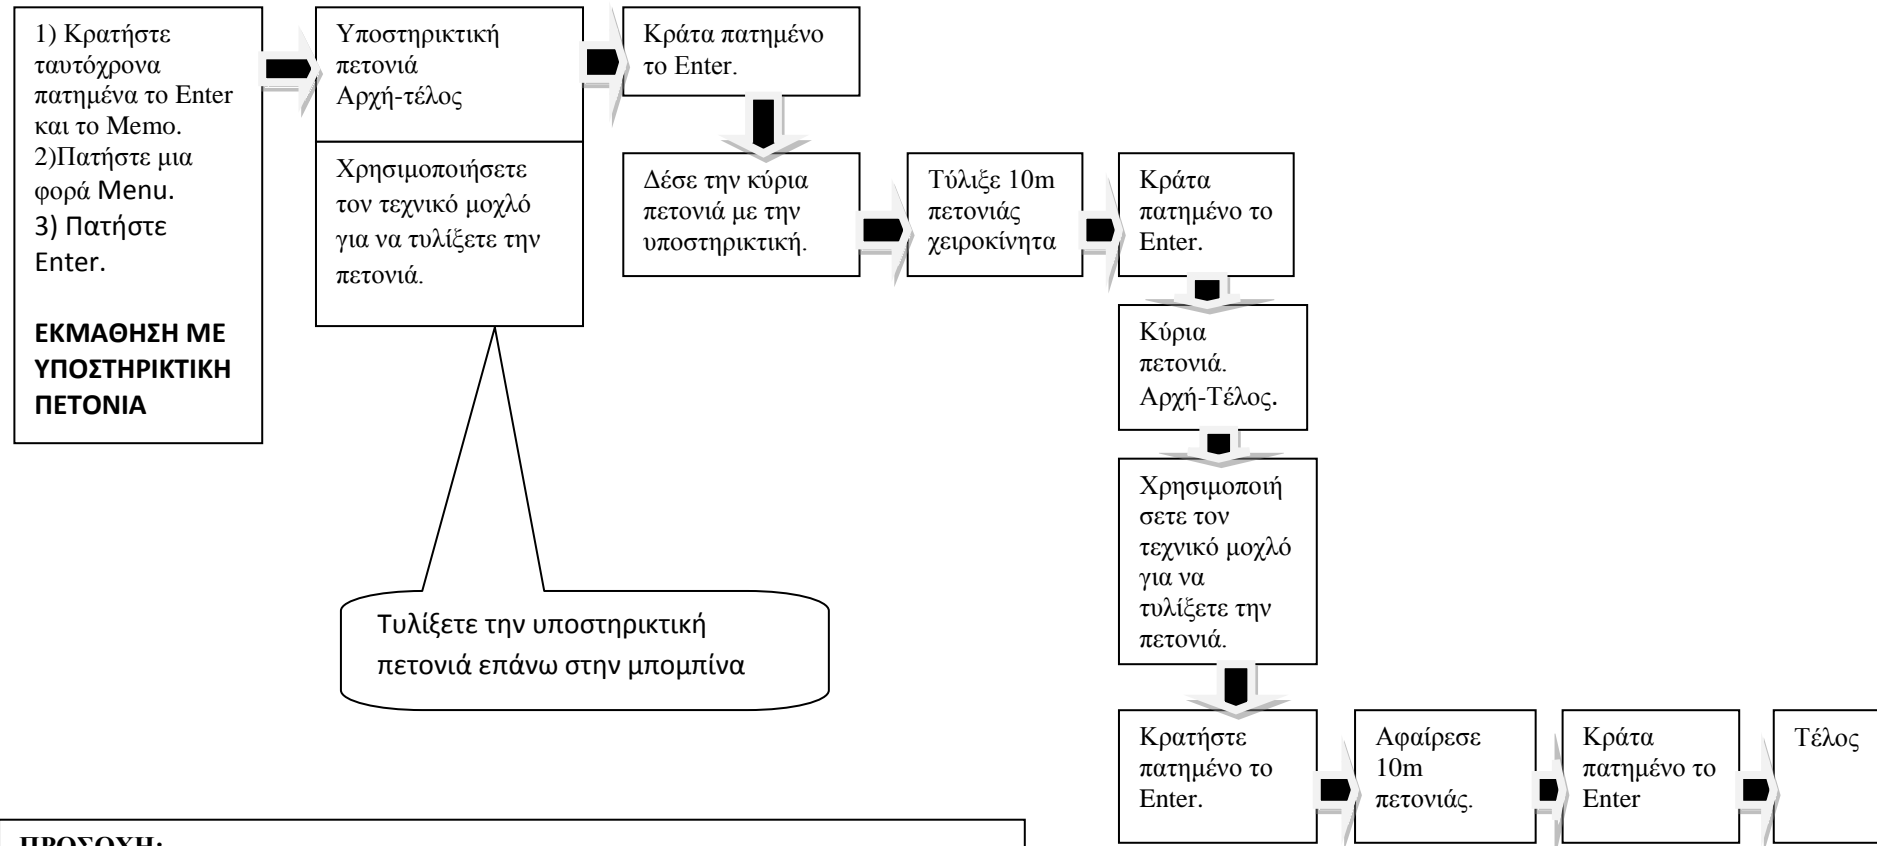 1) Κρατήστε
ταυτόχρονα
πατημένα το Enter
και το Memo.
2)Πατήστε μια
φορά Menu.
3) Πατήστε
Enter.
ΕΚΜΑΘΗΣΗ ΜΕ
ΥΠΟΣΤΗΡΙΚΤΙΚΗ
ΠΕΤΟΝΙΑ
Υποστηρικτική
πετονιά
Αρχή-τέλος
Χρησιμοποιήσετε
τον τεχνικό μοχλό
για να τυλίξετε την
πετονιά.
Τυλίξετε την υποστηρικτική
πετονιά επάνω στην μπομπίνα
Κράτα πατημένο
το Enter.
Δέσε την κύρια
πετονιά με την
υποστηρικτική.
Τύλιξε 10m
πετονιάς
χειροκίνητα
Κράτα
πατημένο το
Enter.
Κύρια
πετονιά.
Αρχή-Τέλος.
Χρησιμοποιή
σετε τον
τεχνικό μοχλό
για να
τυλίξετε την
πετονιά.
Κρατήστε
πατημένο το
Enter.
Αφαίρεσε
10m
πετονιάς.
Κράτα
πατημένο το
Enter
Τέλος
ΠΡΟΣΟΧΗ: